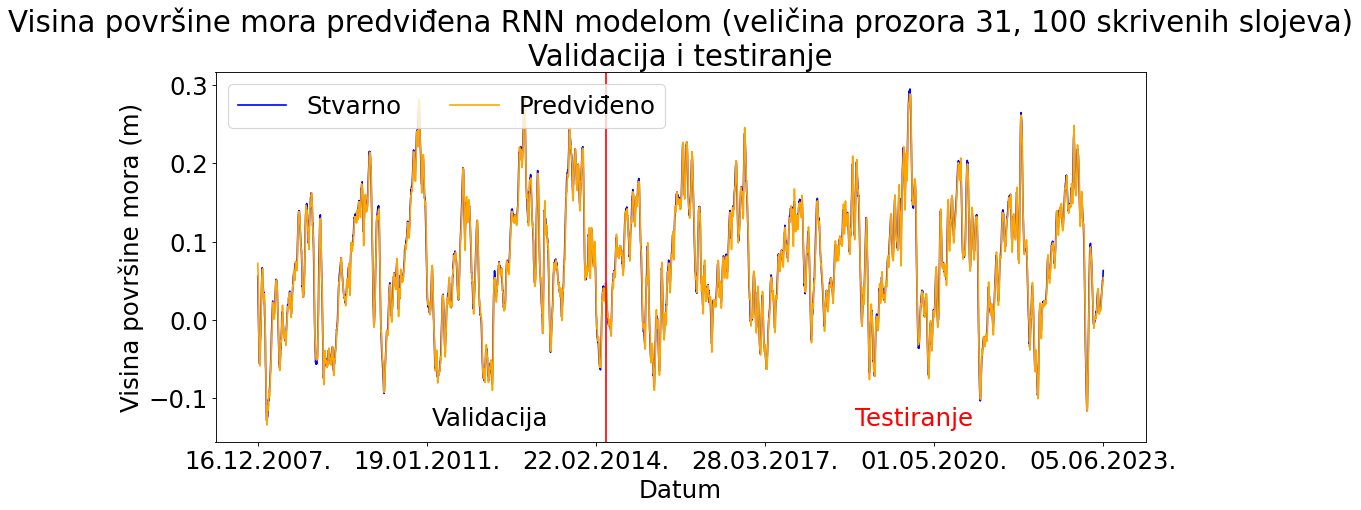 Visina površine mora predviđena RNN modelom (veličina prozora 31, 100 skrivenih slojeva)
Validacija i testiranje
Stvarno
Predviđeno
Visina površine mora (m)
0.3
0.2
0.1
0.0
−0.1
Validacija
Testiranje
16.12.2007.
19.01.2011.
22.02.2014.
28.03.2017.
01.05.2020.
05.06.2023.
Datum